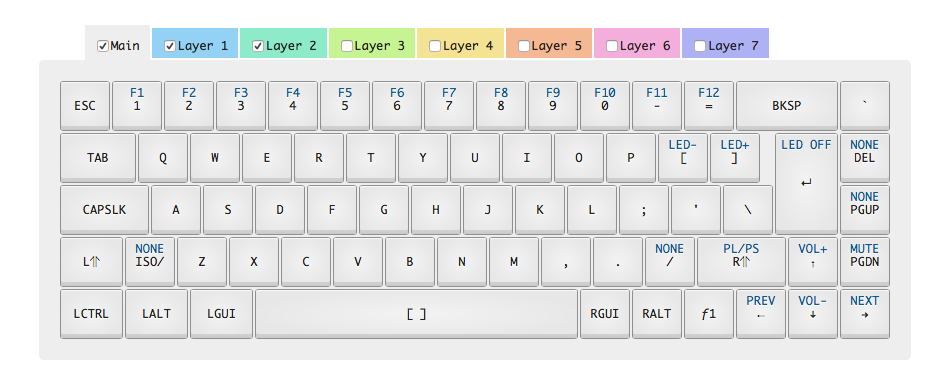 Main Layer 1 Layer 2 Layer 3 Layer 4 Layer 5 Layer 6 Layer 7
F1 F2 F3 F4 F5 F6 F7 F8 F9 F10 F11 F12
ESC 1 2 3 4 5 6 7 8 9 0 - = BKSP `
LED- LED+ LED OFF NONE
TAB Q W E R T Y U I O P [ ] DEL
↵
NONE
CAPSLK A S D F G H J K L ; ' \ PGUP
NONE NONE PL/PS VOL+ MUTE
L⇑ ISO/ Z X C V B N M , . / R⇑ ↑ PGDN
PREV VOL- NEXT
LCTRL LALT LGUI [ ] RGUI RALT ƒ1 ← ↓ →